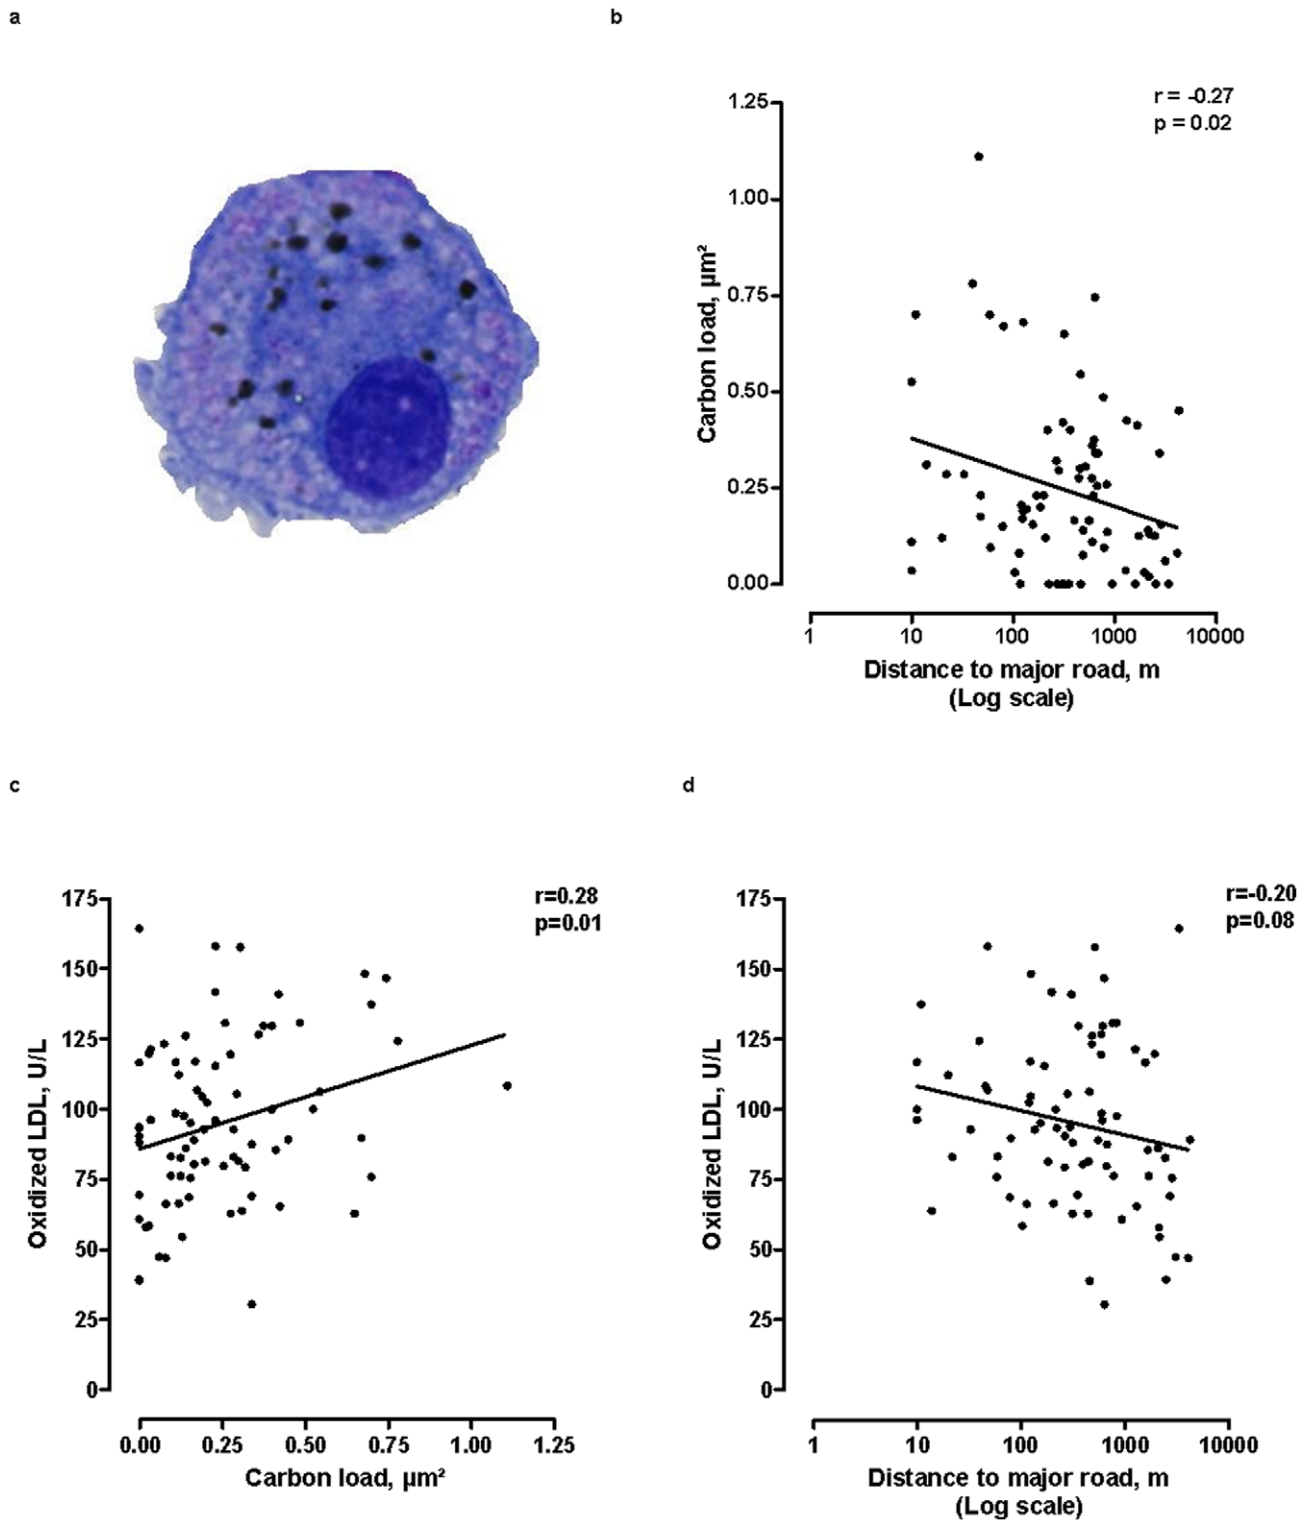 a
b
r = -0.27
p = 0.02
Carbon load, µm²
1.25
1.00
0.75
0.50
0.25
0.00
1 10 100 1000 10000
Distance to major road, m
(Log scale)
c
d
r=0.28
p=0.01
Oxidized LDL, U/L
175
150
125
100
75
50
25
0
0.00 0.25 0.50 0.75 1.00 1.25
Carbon load, µm²
r=-0.20
p=0.08
Oxidized LDL, U/L
175
150
125
100
75
50
25
0
1 10 100 1000 10000
Distance to major road, m
(Log scale)